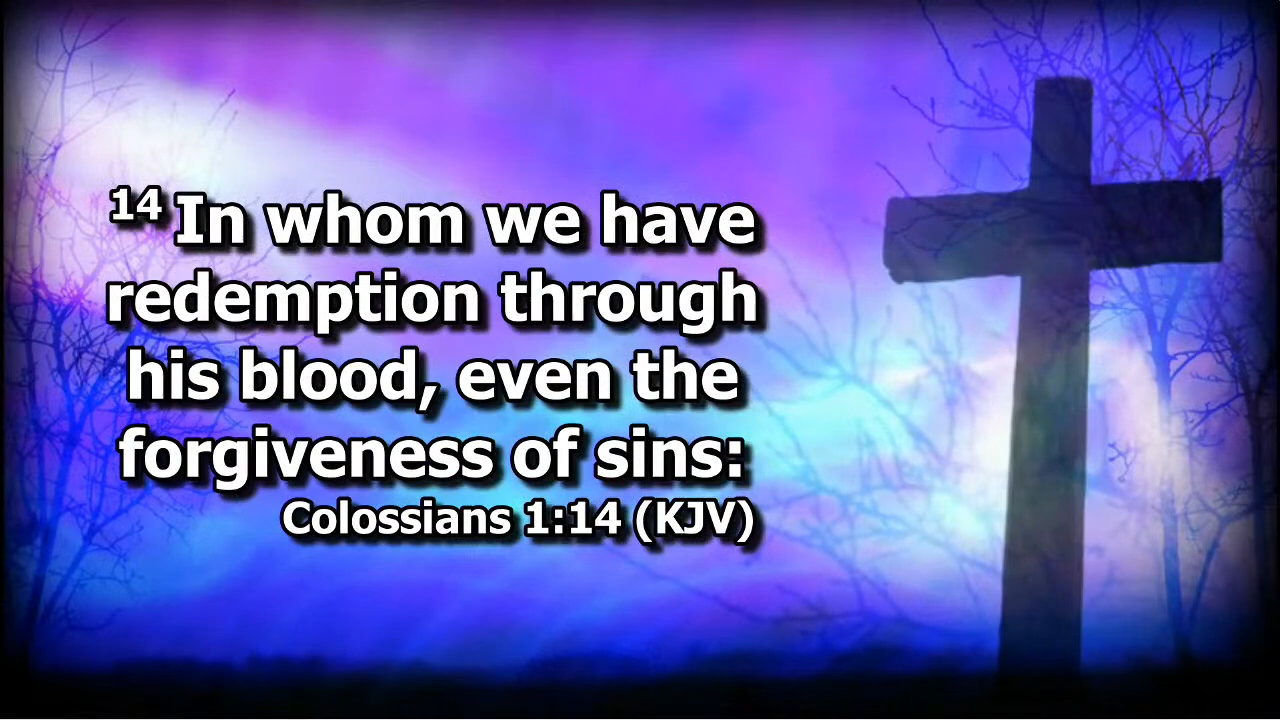 14 In whom we have
redemption through
his blood, even the
forgiveness of sins:
Colossians 1:14 (KJV)